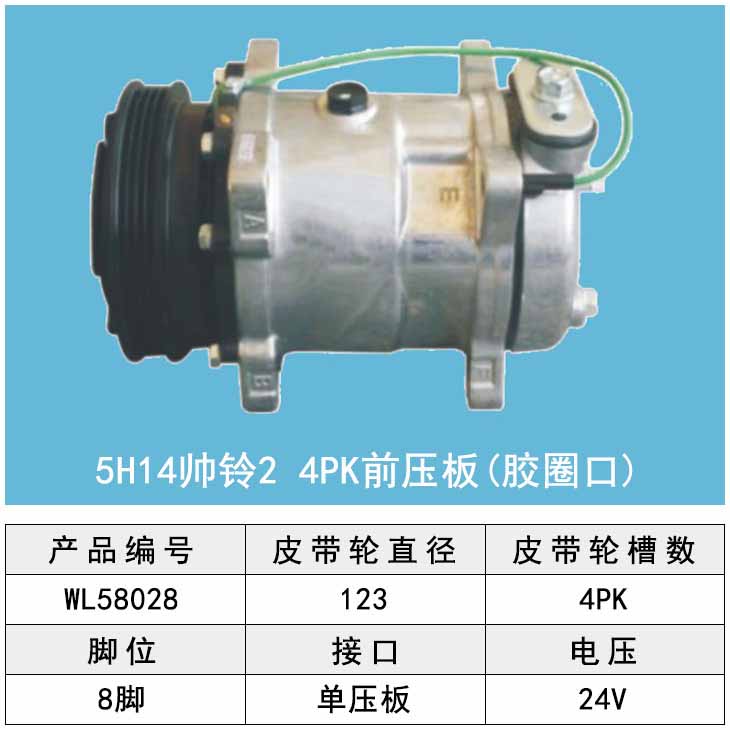 E
A
B
E
5H14帅铃2 4PK前压板(胶圈口)
产品编号 皮带轮直径 皮带轮槽数
WL58028 123 4PK
脚位 接口 电压
8脚 单压板 24V